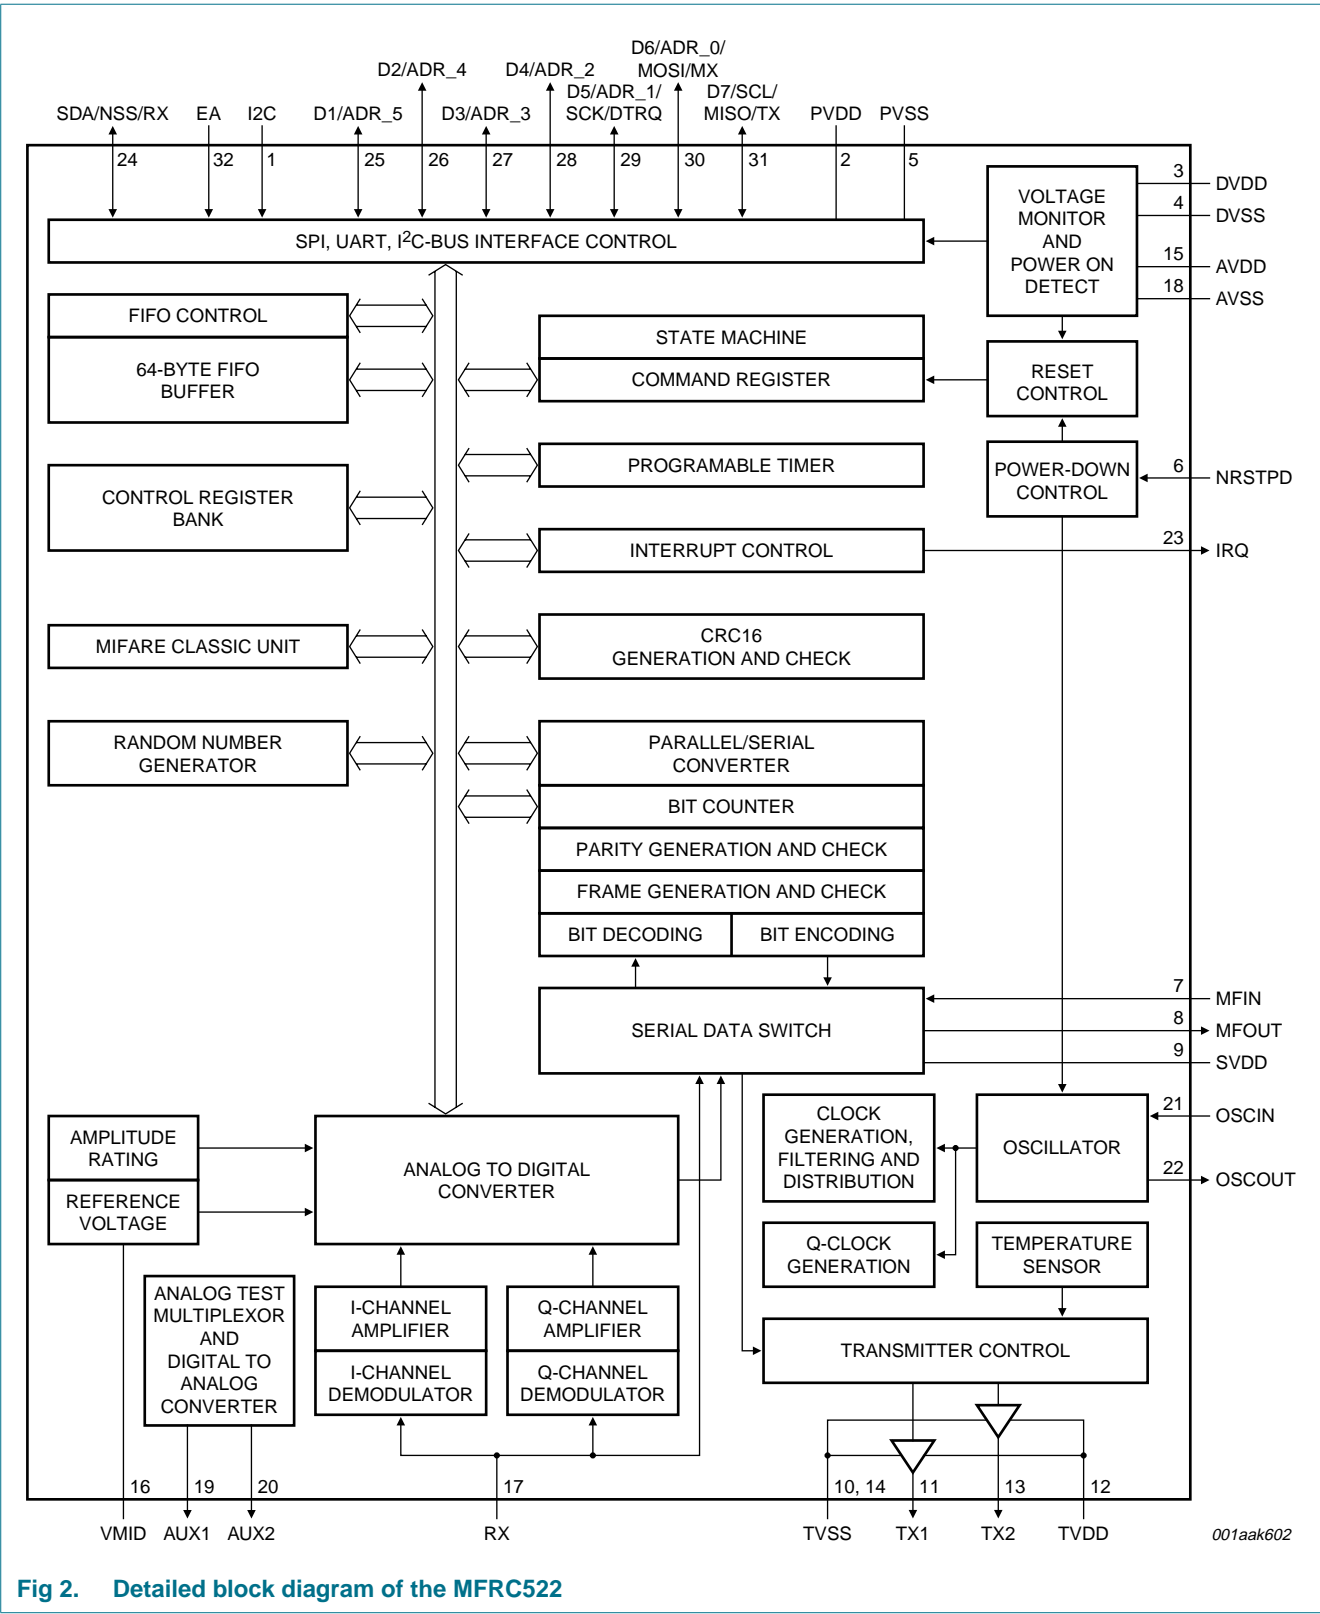 D6/ADR_0/
MOSI/MX
D2/ADR_4
D4/ADR_2
D5/ADR_1/
SCK/DTRQ
D7/SCL/
MISO/TX
SDA/NSS/RX
EA
I2C
D1/ADR_5
D3/ADR_3
PVDD
PVSS
24
32
1
25
26
27
28
29
30
31
2
5
SPI, UART, I2C-BUS INTERFACE CONTROL
VOLTAGE
MONITOR
AND
POWER ON
DETECT
3
DVDD
4
DVSS
15
AVDD
18
AVSS
FIFO CONTROL
64-BYTE FIFO
BUFFER
STATE MACHINE
COMMAND REGISTER
RESET
CONTROL
CONTROL REGISTER
BANK
PROGRAMABLE TIMER
POWER-DOWN
CONTROL
6
NRSTPD
INTERRUPT CONTROL
23
IRQ
MIFARE CLASSIC UNIT
CRC16
GENERATION AND CHECK
RANDOM NUMBER
GENERATOR
PARALLEL/SERIAL
CONVERTER
BIT COUNTER
PARITY GENERATION AND CHECK
FRAME GENERATION AND CHECK
BIT DECODING
BIT ENCODING
SERIAL DATA SWITCH
7
MFIN
8
MFOUT
9
SVDD
AMPLITUDE
RATING
REFERENCE
VOLTAGE
ANALOG TO DIGITAL
CONVERTER
CLOCK
GENERATION,
FILTERING AND
DISTRIBUTION
OSCILLATOR
21
OSCIN
22
OSCOUT
Q-CLOCK
GENERATION
TEMPERATURE
SENSOR
ANALOG TEST
MULTIPLEXOR
AND
DIGITAL TO
ANALOG
CONVERTER
I-CHANNEL
AMPLIFIER
I-CHANNEL
DEMODULATOR
Q-CHANNEL
AMPLIFIER
Q-CHANNEL
DEMODULATOR
TRANSMITTER CONTROL
16
19
20
17
10, 14
11
13
12
VMID
AUX1
AUX2
RX
TVSS
TX1
TX2
TVDD
001aak602
Fig 2. Detailed block diagram of the MFRC522